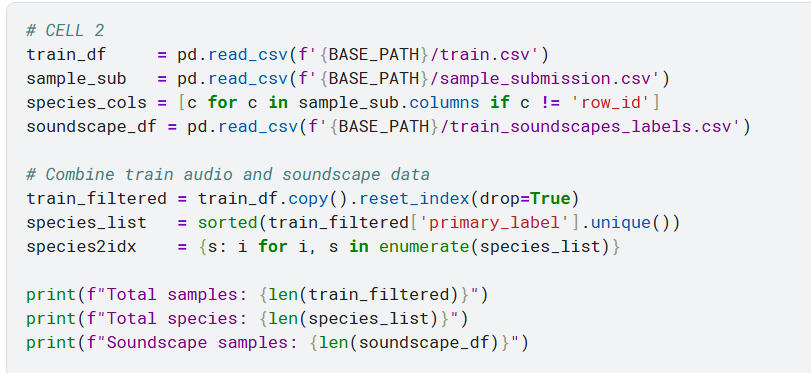 # CELL 2
train_df     = pd.read_csv(f'{BASE_PATH}/train.csv')
sample_sub   = pd.read_csv(f'{BASE_PATH}/sample_submission.csv')
species_cols = [c for c in sample_sub.columns if c != 'row_id']
soundscape_df = pd.read_csv(f'{BASE_PATH}/train_soundscapes_labels.csv')

# Combine train audio and soundscape data
train_filtered = train_df.copy().reset_index(drop=True)
species_list   = sorted(train_filtered['primary_label'].unique())
species2idx    = {s: i for i, s in enumerate(species_list)}

print(f"Total samples: {len(train_filtered)}")
print(f"Total species: {len(species_list)}")
print(f"Soundscape samples: {len(soundscape_df)}")